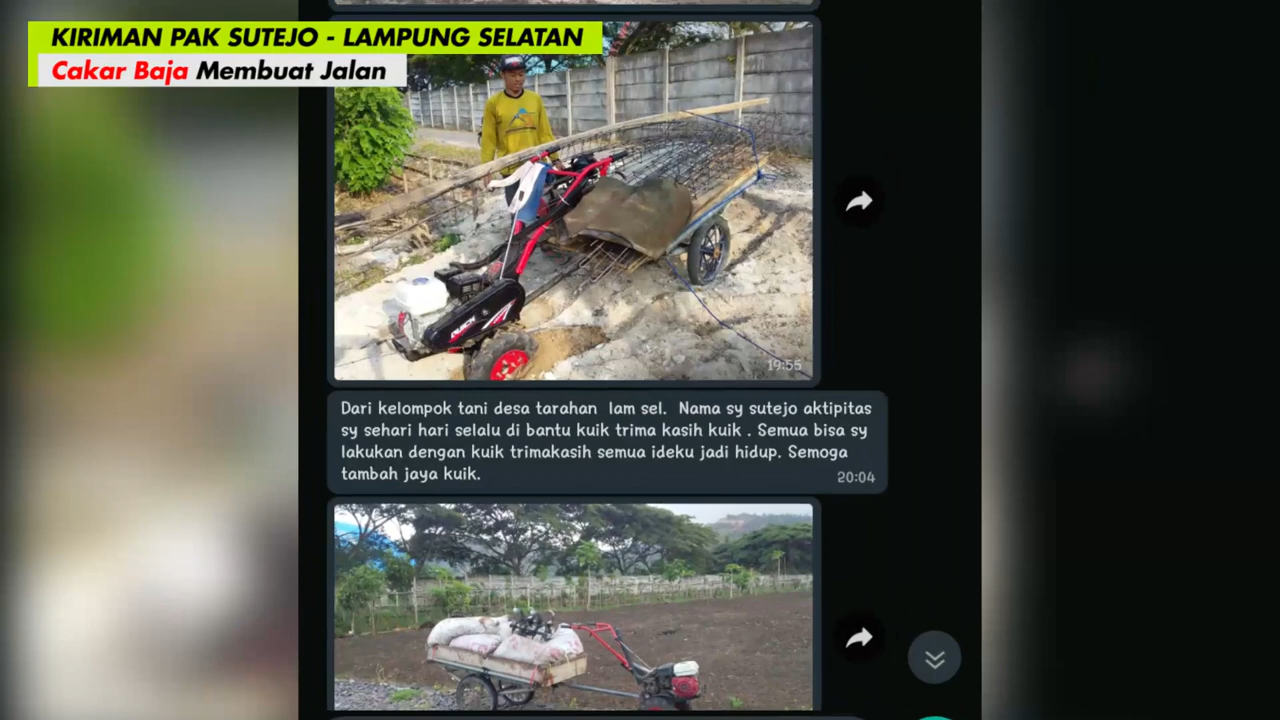 KIRIMAN PAK SUTEJO - LAMPUNG SELATAN
Cakar Baja Membuat Jalan
QUICK
19:55
Dari kelompok tani desa tarahan lam sel. Nama sy sutejo aktipitas
sy sehari hari selalu di bantu kuik trima kasih kuik . Semua bisa sy
lakukan dengan kuik trimakasih semua ideku jadi hidup. Semoga
tambah jaya kuik.
20:04